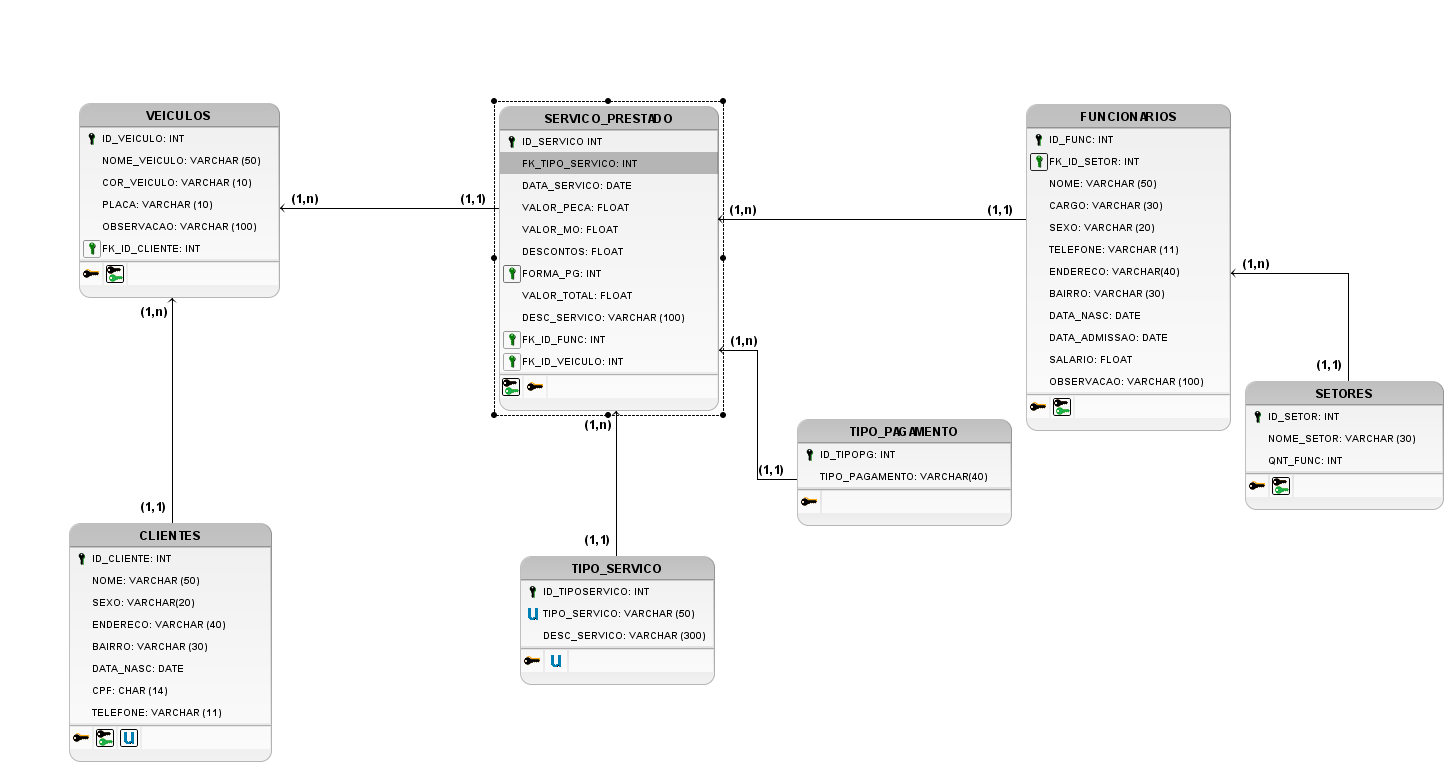 VEICULOS
ID_VEICULO: INT
NOME_VEICULO: VARCHAR (50)
COR_VEICULO: VARCHAR (10)
PLACA: VARCHAR (10)
OBSERVACAO: VARCHAR (100)
FK_ID_CLIENTE: INT
(1,n)
(1,1)
SERVICO_PRESTADO
ID_SERVICO INT
FK_TIPO_SERVICO: INT
DATA_SERVICO: DATE
VALOR_PECA: FLOAT
VALOR_MO: FLOAT
DESCONTOS: FLOAT
FORMA_PG: INT
VALOR_TOTAL: FLOAT
DESC_SERVICO: VARCHAR (100)
FK_ID_FUNC: INT
FK_ID_VEICULO: INT
(1,n)
(1,1)
FUNCIONARIOS
ID_FUNC: INT
FK_ID_SETOR: INT
NOME: VARCHAR (50)
CARGO: VARCHAR (30)
SEXO: VARCHAR (20)
TELEFONE: VARCHAR (11)
ENDERECO: VARCHAR(40)
BAIRRO: VARCHAR (30)
DATA_NASC: DATE
DATA_ADMISSAO: DATE
SALARIO: FLOAT
OBSERVACAO: VARCHAR (100)
(1,n)
(1,1)
SETORES
ID_SETOR: INT
NOME_SETOR: VARCHAR (30)
QNT_FUNC: INT
(1,n)
(1,1)
TIPO_PAGAMENTO
ID_TIPOPG: INT
TIPO_PAGAMENTO: VARCHAR(40)
(1,n)
(1,1)
TIPO_SERVICO
ID_TIPOSERVICO: INT
U TIPO_SERVICO: VARCHAR (50)
DESC_SERVICO: VARCHAR (300)
U
(1,n)
(1,1)
CLIENTES
ID_CLIENTE: INT
NOME: VARCHAR (50)
SEXO: VARCHAR(20)
ENDERECO: VARCHAR (40)
BAIRRO: VARCHAR (30)
DATA_NASC: DATE
CPF: CHAR (14)
TELEFONE: VARCHAR (11)
U